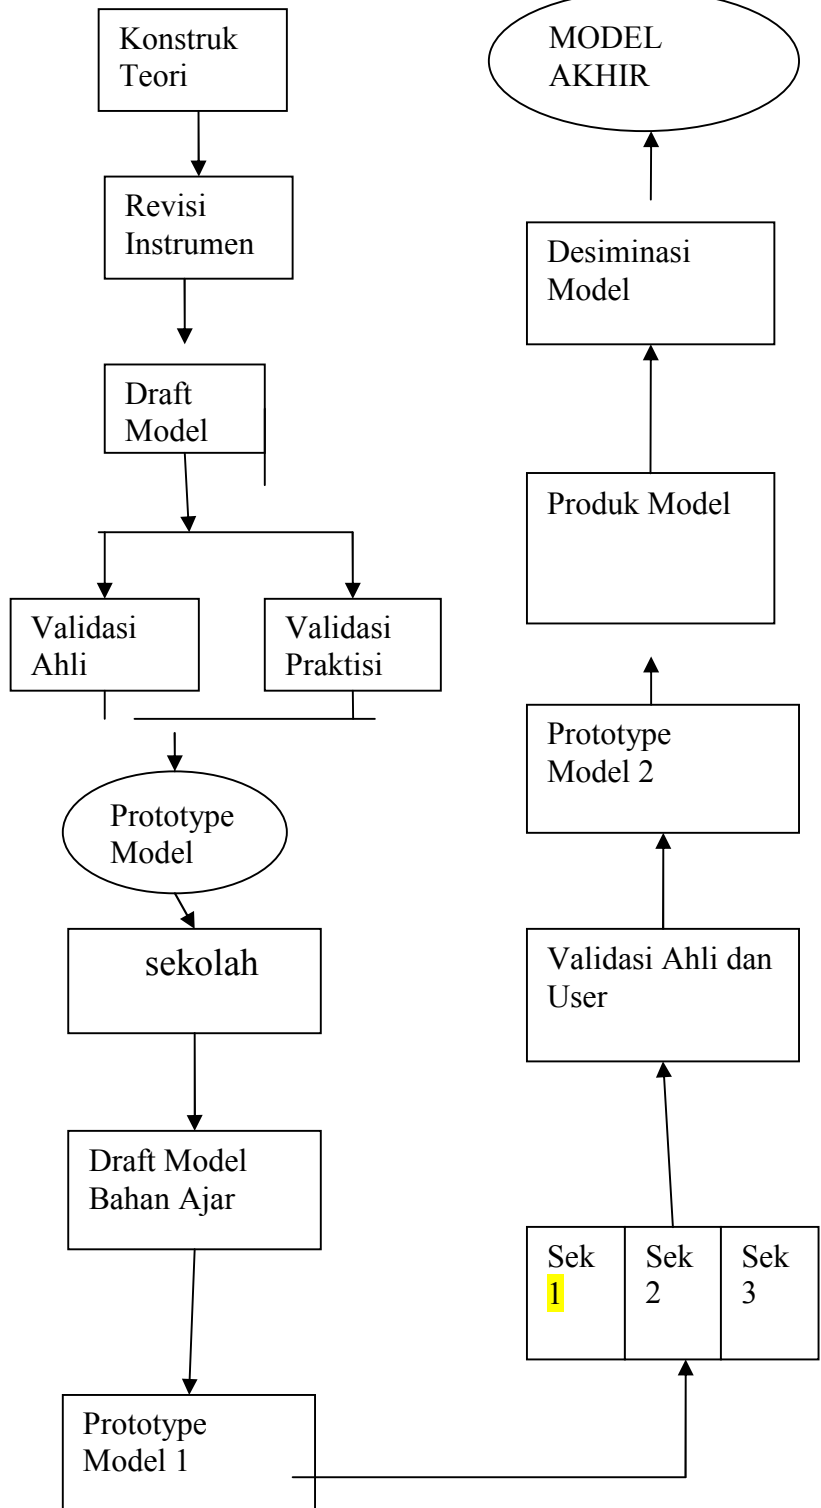 Konstruk
Teori
Revisi
Instrumen
Draft
Model
Validasi
Ahli
Validasi
Praktisi
Prototype
Model
sekolah
Draft Model
Bahan Ajar
Prototype
Model 1
Sek
1
Sek
2
Sek
3
Validasi Ahli dan
User
Prototype
Model 2
Produk Model
Desiminasi
Model
MODEL
AKHIR